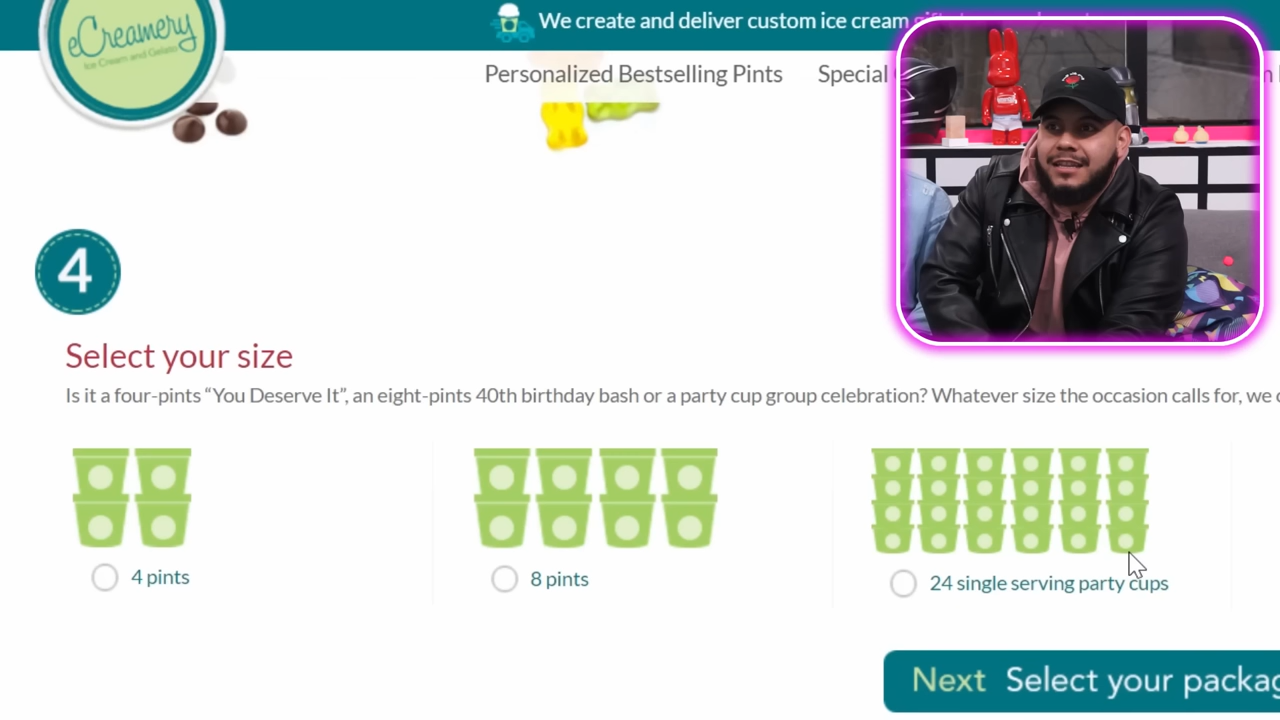 eCreamery
Ice Cream and Gelato
We create and deliver custom ice cream
Personalized Bestselling Pints
Special
4
Select your size
Is it a four-pints “You Deserve It”, an eight-pints 40th birthday bash or a party cup group celebration? Whatever size the occasion calls for, we
4 pints
8 pints
24 single serving party cups
Next Select your